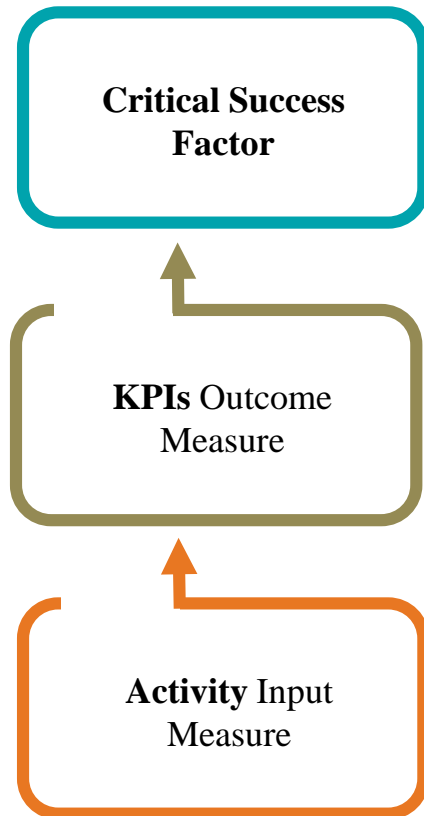 Critical Success
Factor
KPIs Outcome
Measure
Activity Input
Measure